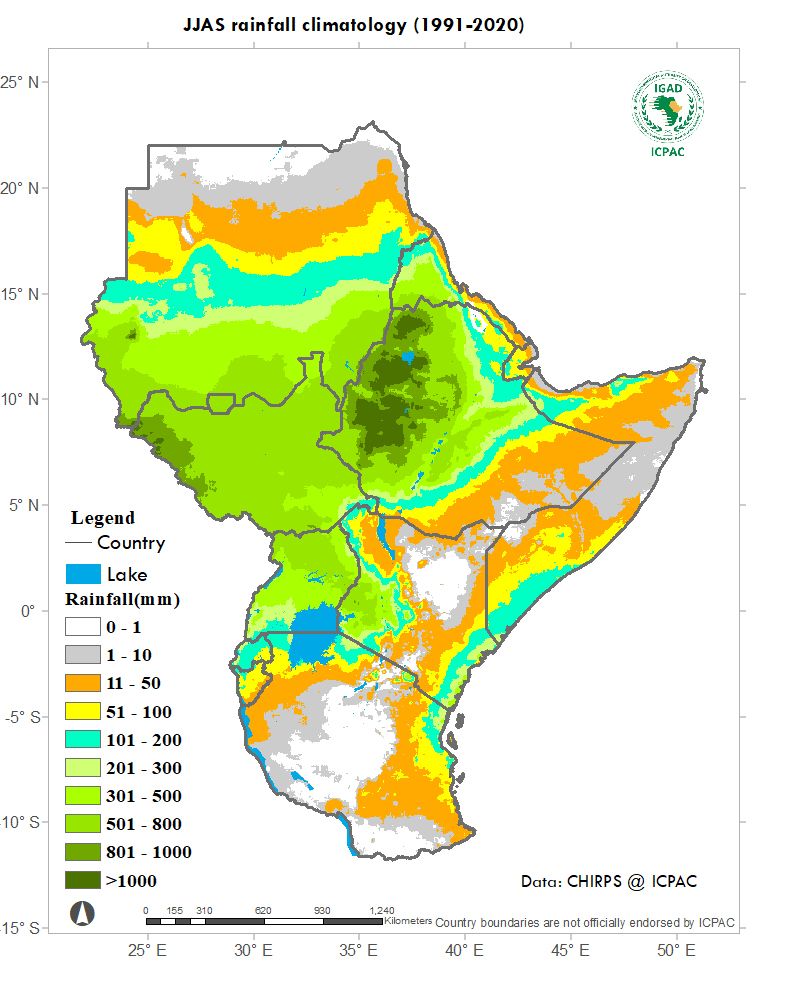 JJAS rainfall climatology (1991-2020)
25° N
20° N
15° N
10° N
5° N
0°
-5° S
-10° S
-15° S
IGAD
ICPAC
Legend
Country
Lake
Rainfall(mm)
0 - 1
1 - 10
11 - 50
51 - 100
101 - 200
201 - 300
301 - 500
501 - 800
801 - 1000
>1000
Data: CHIRPS @ ICPAC
0 155 310 620 930 1,240
Kilometers
Country boundaries are not officially endorsed by ICPAC
25° E 30° E 35° E 40° E 45° E 50° E